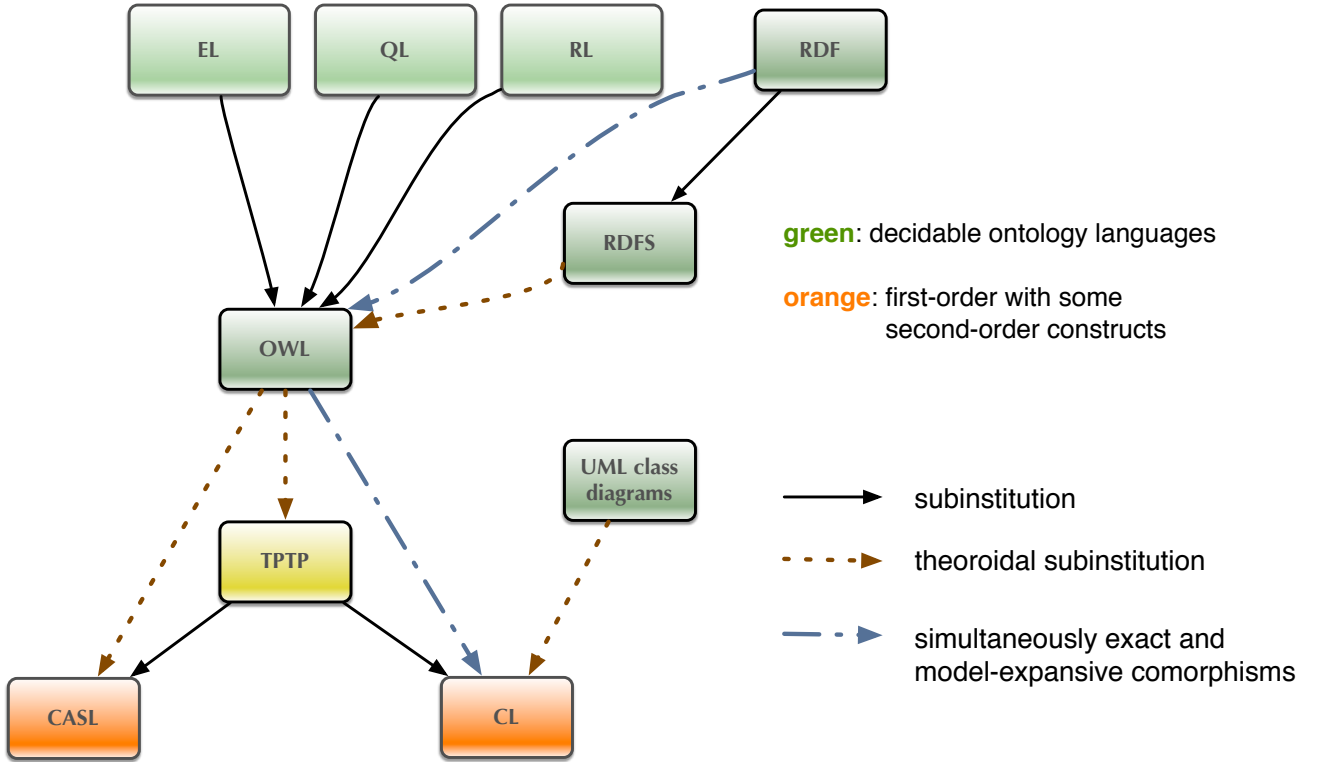 EL
QL
RL
RDF
RDFS
green: decidable ontology languages
orange: first-order with some
second-order constructs
OWL
UML class
diagrams
subinstitution
TPTP
theoroidal subinstitution
simultaneously exact and
model-expansive comorphisms
CASL
CL